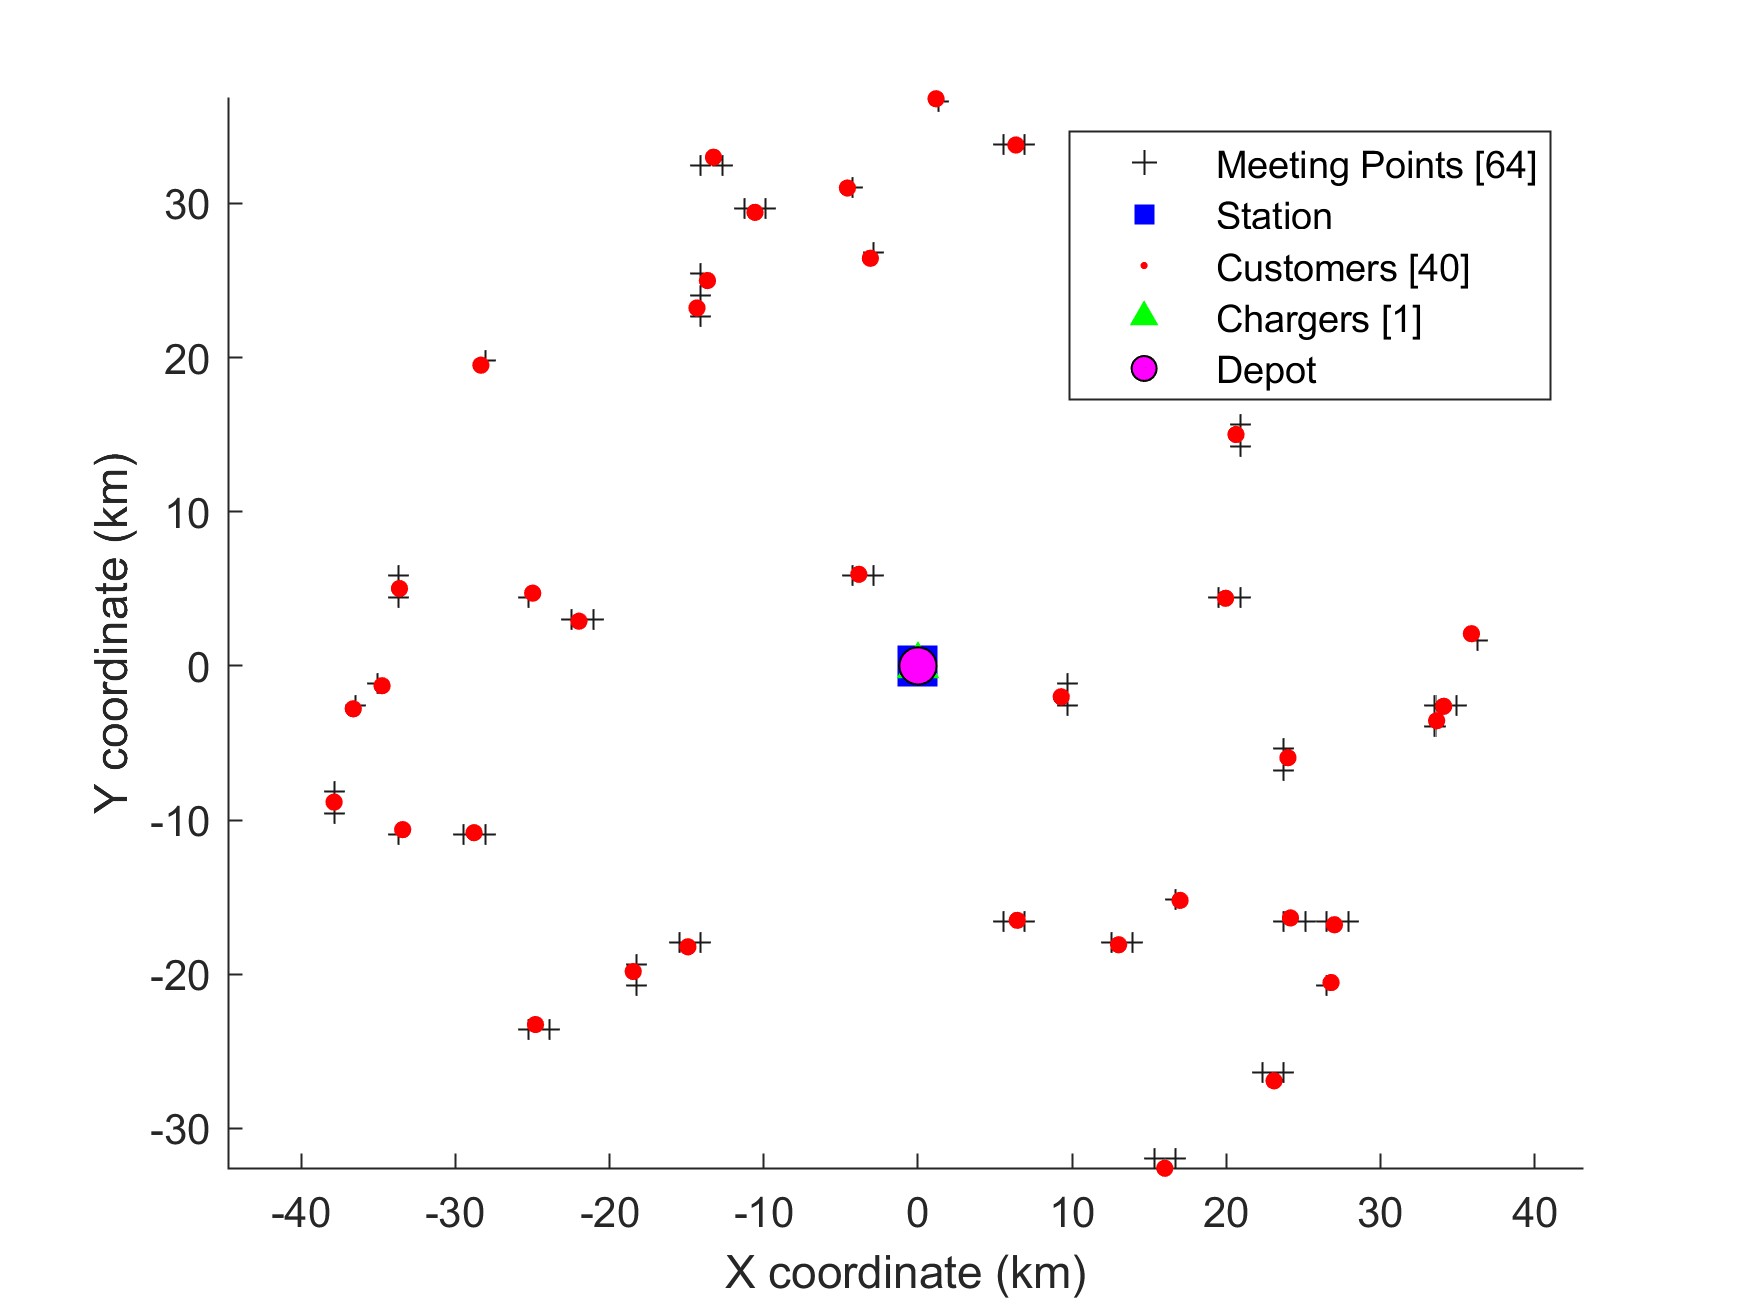 Meeting Points [64]
Station
Customers [40]
Chargers [1]
Depot
30
20
10
0
-10
-20
-30
Y coordinate (km)
-40 -30 -20 -10 0 10 20 30 40
X coordinate (km)